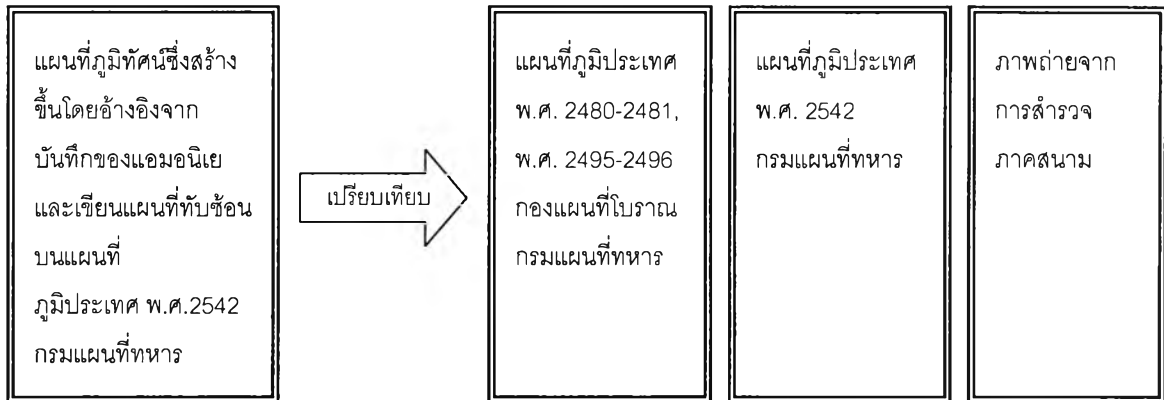 แผนที่ภูมิทัศน์ซึ่งสร้าง
ขึ้นโดยอ้างอิงจาก
บันทึกของแอมอนิเย
และเขียนแผนที่ทับซ้อน
บนแผนที่
ภูมิประเทศ พ.ศ.2542
กรมแผนที่ทหาร
เปรียบเทียบ
แผนที่ภูมิประเทศ
พ.ศ. 2480-2481,
พ.ศ. 2495-2496
กองแผนที่โบราณ
กรมแผนที่ทหาร
แผนที่ภูมิประเทศ
พ.ศ. 2542
กรมแผนที่ทหาร
ภาพถ่ายจาก
การสำรวจ
ภาคสนาม